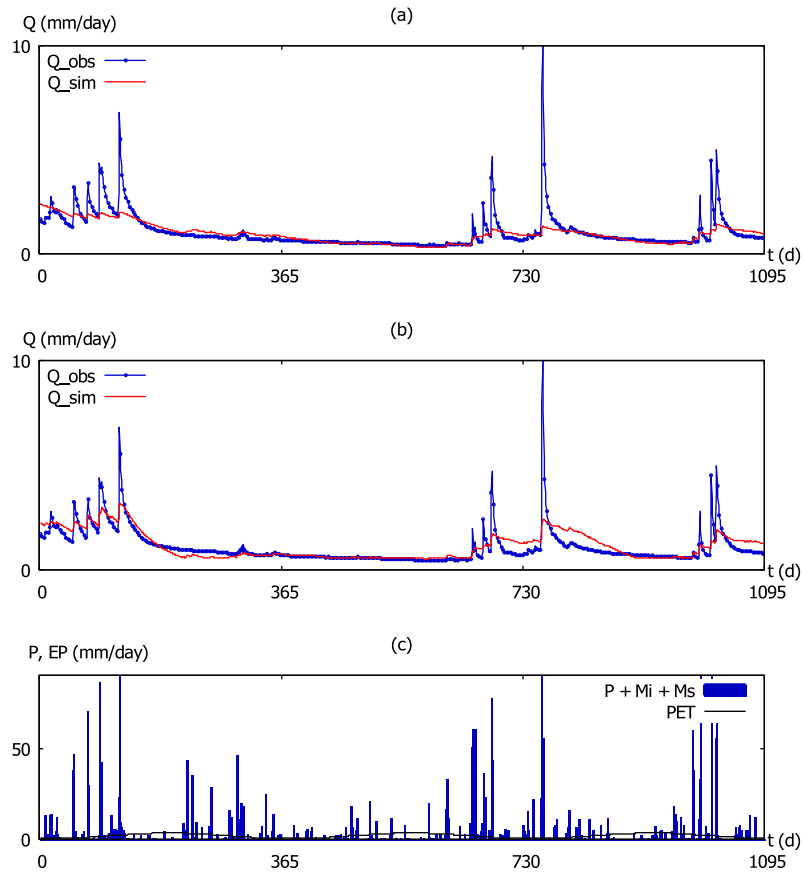 (a)
Q (mm/day)
10
Q_obs
Q_sim
0
t (d)
0 365 730 1095
(b)
Q (mm/day)
10
Q_obs
Q_sim
0
t (d)
0 365 730 1095
(c)
P, EP (mm/day)
P + Mi + Ms
PET
50
0
t (d)
0 365 730 1095